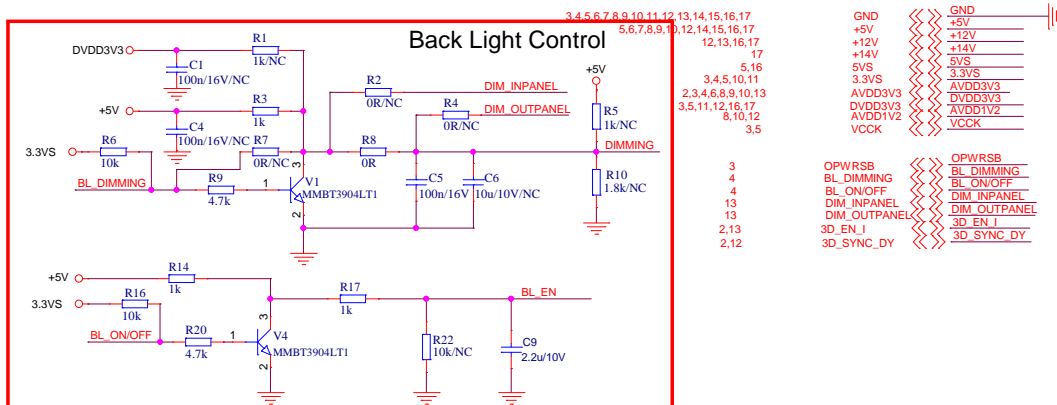 Back Light Control
DVDD3V3
R1
1k/NC
C1
100n/16V/NC
+5V
R3
1k
C4
100n/16V/NC
3.3VS
R6
10k
R7
0R/NC
BL_DIMMING
R9
4.7k
1
3
2
V1
MMBT3904LT1
R2
0R/NC
DIM_INPANEL
R4
0R/NC
DIM_OUTPANEL
R8
0R
C5
100n/16V
C6
10u/10V/NC
+5V
R5
1k/NC
DIMMING
R10
1.8k/NC
+5V
R14
1k
3.3VS
R16
10k
BL_ON/OFF
R20
4.7k
1
3
2
V4
MMBT3904LT1
R17
1k
BL_EN
R22
10k/NC
C9
2.2u/10V
3,4,5,6,7,8,9,10,11,12,13,14,15,16,17 GND GND
5,6,7,8,9,10,12,14,15,16,17 +5V +5V
12,13,16,17 +12V +12V
17 +14V +14V
5,16 5VS 5VS
3,4,5,10,11 3.3VS 3.3VS
2,3,4,6,8,9,10,13 AVDD3V3 AVDD3V3
3,5,11,12,16,17 DVDD3V3 DVDD3V3
8,10,12 AVDD1V2 AVDD1V2
3,5 VCCK VCCK
3 OPWRSB OPWRSB
4 BL_DIMMING BL_DIMMING
4 BL_ON/OFF BL_ON/OFF
13 DIM_INPANEL DIM_INPANEL
13 DIM_OUTPANEL DIM_OUTPANEL
2,13 3D_EN_I 3D_EN_I
2,12 3D_SYNC_DY 3D_SYNC_DY